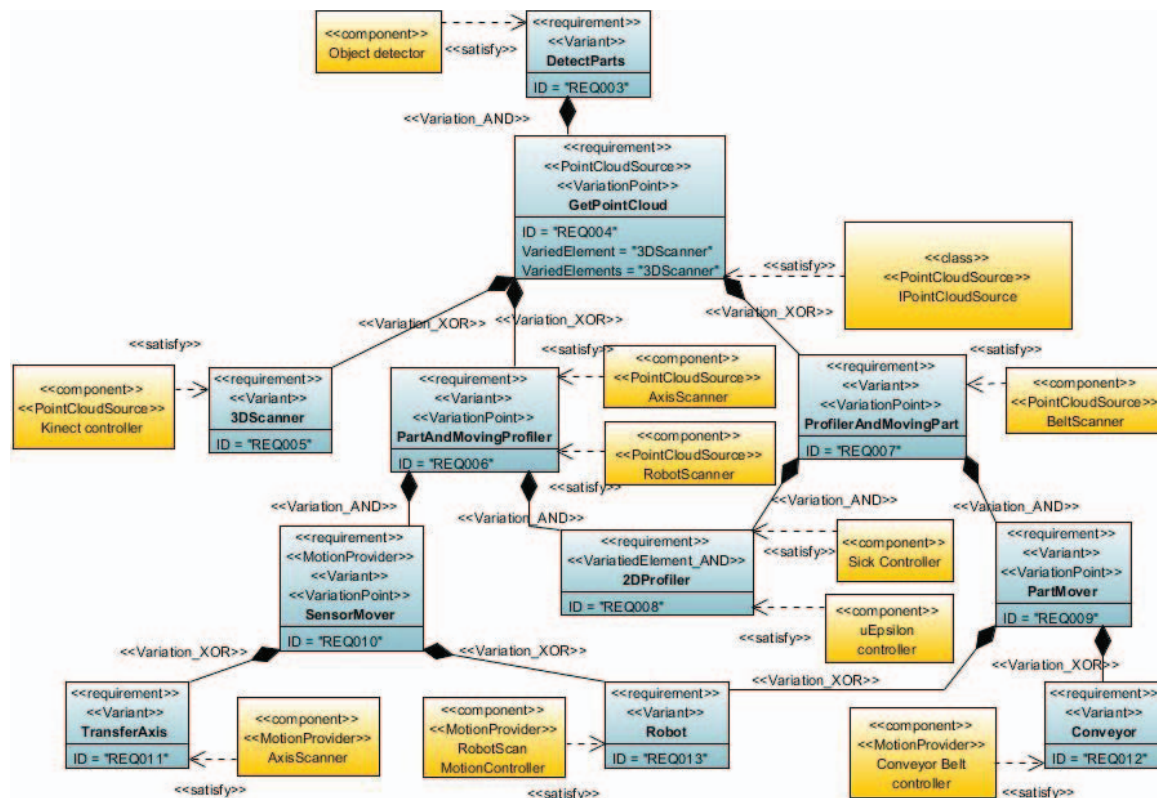 <<requirement>>
<<Variant>>
DetectParts
ID = "REQ003"
<<component>>
Object detector
<<satisfy>>
<<Variation_AND>>
<<requirement>>
<<PointCloudSource>>
<<VariationPoint>>
GetPointCloud
ID = "REQ004"
VariedElement = "3DScanner"
VariedElements = "3DScanner"
<<satisfy>>
<<class>>
<<PointCloudSource>>
IPointCloudSource
<<Variation_XOR>>
<<Variation_XOR>>
<<Variation_XOR>>
<<satisfy>>
<<component>>
<<PointCloudSource>>
Kinect controller
<<requirement>>
<<Variant>>
3DScanner
ID = "REQ005"
<<requirement>>
<<Variant>>
<<VariationPoint>>
PartAndMovingProfiler
ID = "REQ006"
<<satisfy>>
<<component>>
<<PointCloudSource>>
AxisScanner
<<component>>
<<PointCloudSource>>
RobotScanner
<<satisfy>>
<<requirement>>
<<Variant>>
<<VariationPoint>>
ProfilerAndMovingPart
ID = "REQ007"
<<satisfy>>
<<component>>
<<PointCloudSource>>
BeltScanner
<<Variation_AND>>
<<Variation_AND>>
<<Variation_AND>>
<<Variation_AND>>
<<requirement>>
<<MotionProvider>>
<<Variant>>
<<VariationPoint>>
SensorMover
ID = "REQ010"
<<requirement>>
<<VariatiedElement_AND>>
2DProfiler
ID = "REQ008"
<<component>>
Sick Controller
<<satisfy>>
<<component>>
uEpsilon
controller
<<satisfy>>
<<requirement>>
<<Variant>>
<<VariationPoint>>
PartMover
ID = "REQ009"
<<Variation_XOR>>
<<Variation_XOR>>
<<Variation_XOR>>
<<Variation_XOR>>
<<requirement>>
<<Variant>>
TransferAxis
ID = "REQ011"
<<component>>
<<MotionProvider>>
AxisScanner
<<satisfy>>
<<component>>
<<MotionProvider>>
RobotScan
MotionController
<<satisfy>>
<<requirement>>
<<Variant>>
Robot
ID = "REQ013"
<<component>>
<<MotionProvider>>
Conveyor Belt
controller
<<satisfy>>
<<requirement>>
<<Variant>>
Conveyor
ID = "REQ012"